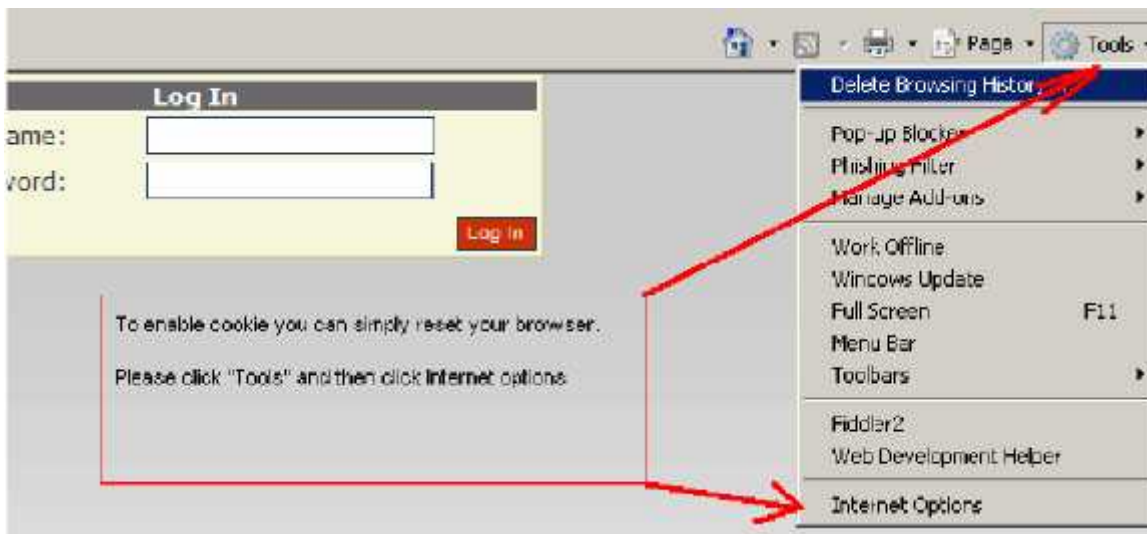 Page
Tools
Log In
ame:
word:
Log In
To enable cookie you can simply reset your browser.
Please click "Tools" and then click Internet options
Delete Browsing History
Pop-up Blocker
Phishing Filter
Manage Add-ons
Work Offline
Windows Update
Full Screen F11
Menu Bar
Toolbars
Fiddler2
Web Development Helper
Internet Options